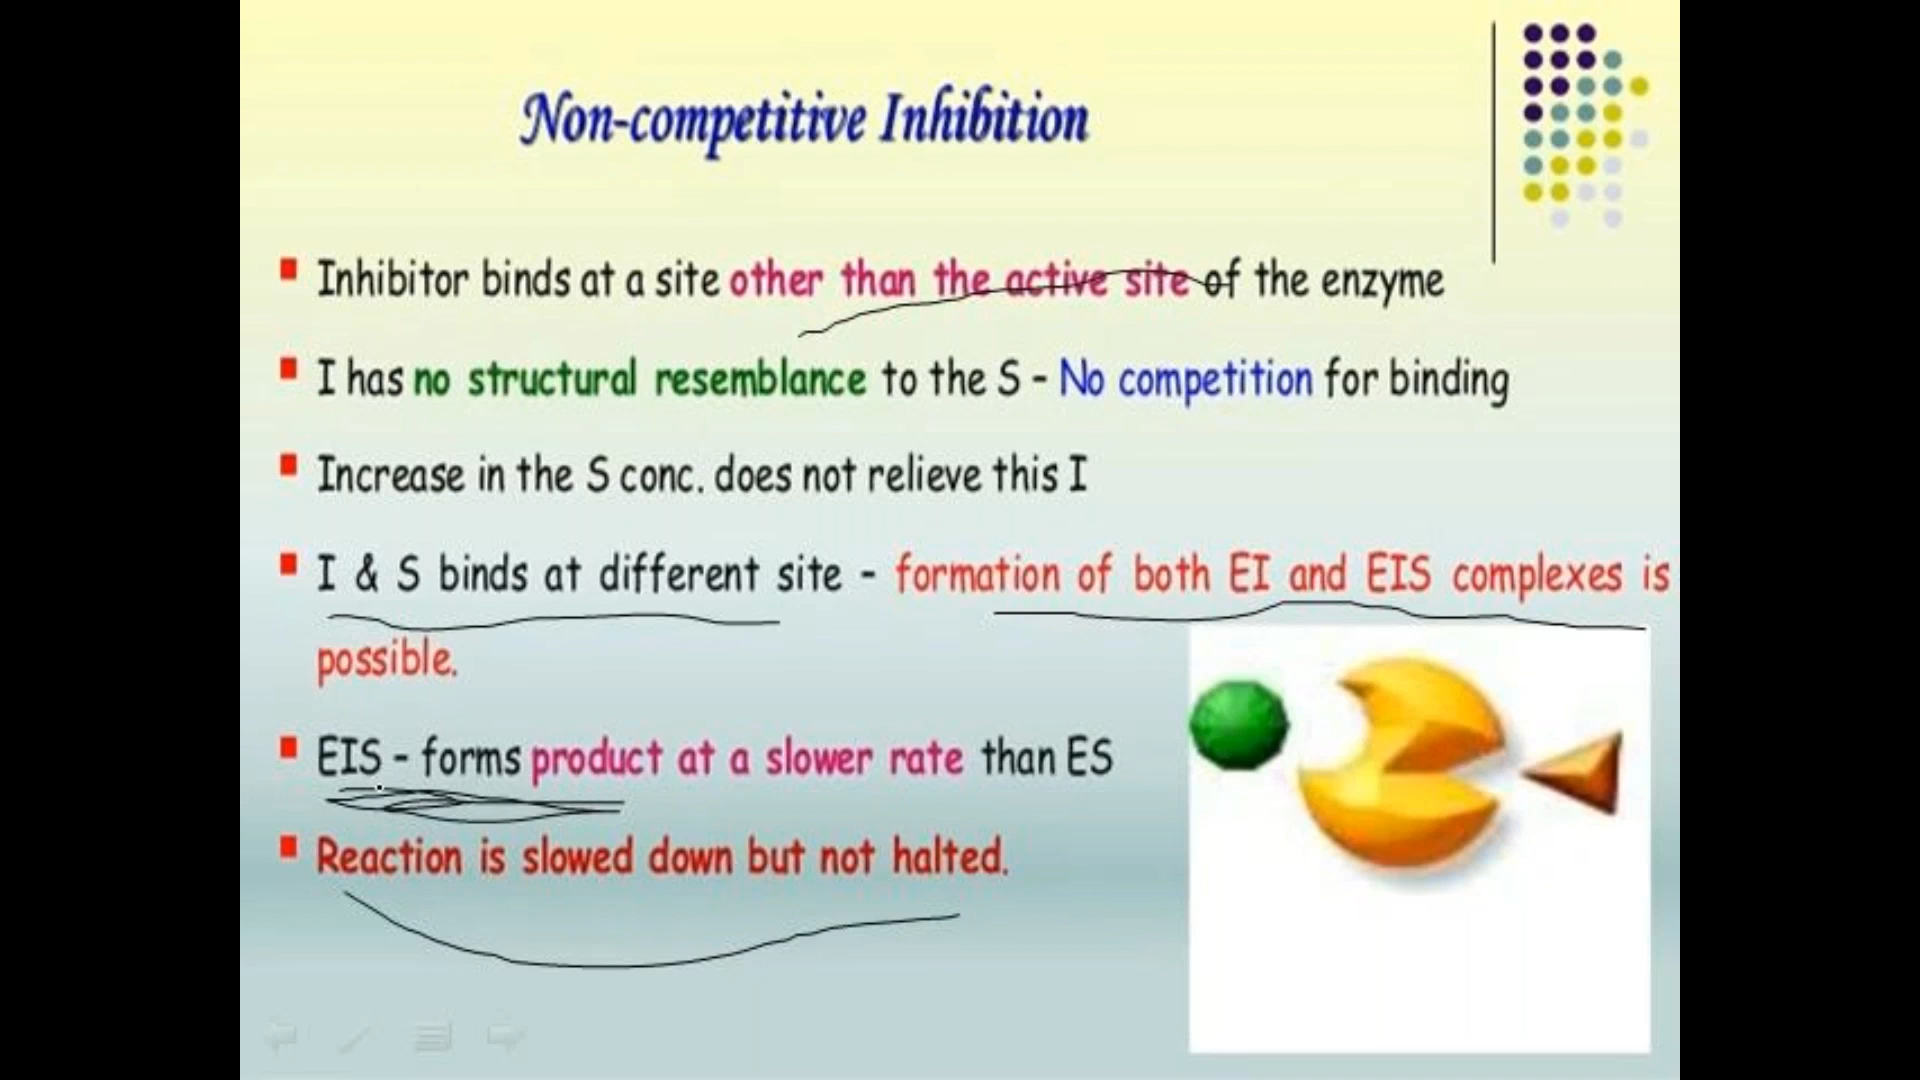 Non-competitive Inhibition
Inhibitor binds at a site other than the active site of the enzyme
I has no structural resemblance to the S - No competition for binding
Increase in the S conc. does not relieve this I
I & S binds at different site - formation of both EI and EIS complexes is
possible.
EIS - forms product at a slower rate than ES
Reaction is slowed down but not halted.